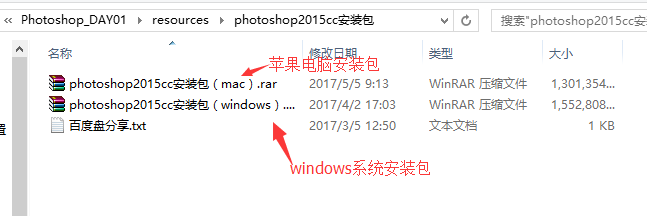 Photoshop_DAY01 › resources › photoshop2015cc安装包
搜索"photoshop2015cc安
名称 修改日期 类型 大小
苹果电脑安装包
photoshop2015cc安装包（mac）.rar 2017/5/5 9:13 WinRAR 压缩文件 1,301,354...
photoshop2015cc安装包（windows）.... 2017/4/2 17:03 WinRAR 压缩文件 1,552,808...
百度盘分享.txt 2017/3/5 12:50 文本文档 1 KB
windows系统安装包